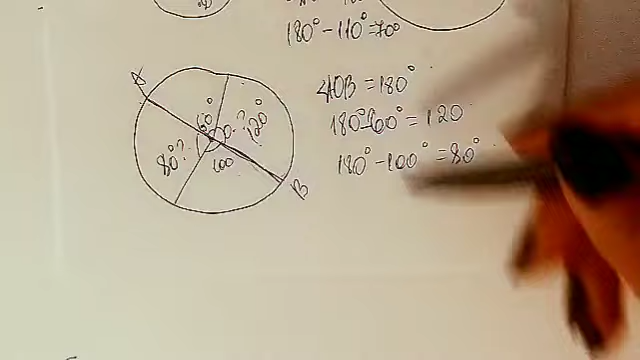 180° - 110° = 70°
A
∠AOB = 180°
60°
?
120°
180° - 60° = 120
80°?
100
180° - 100° = 80°
B